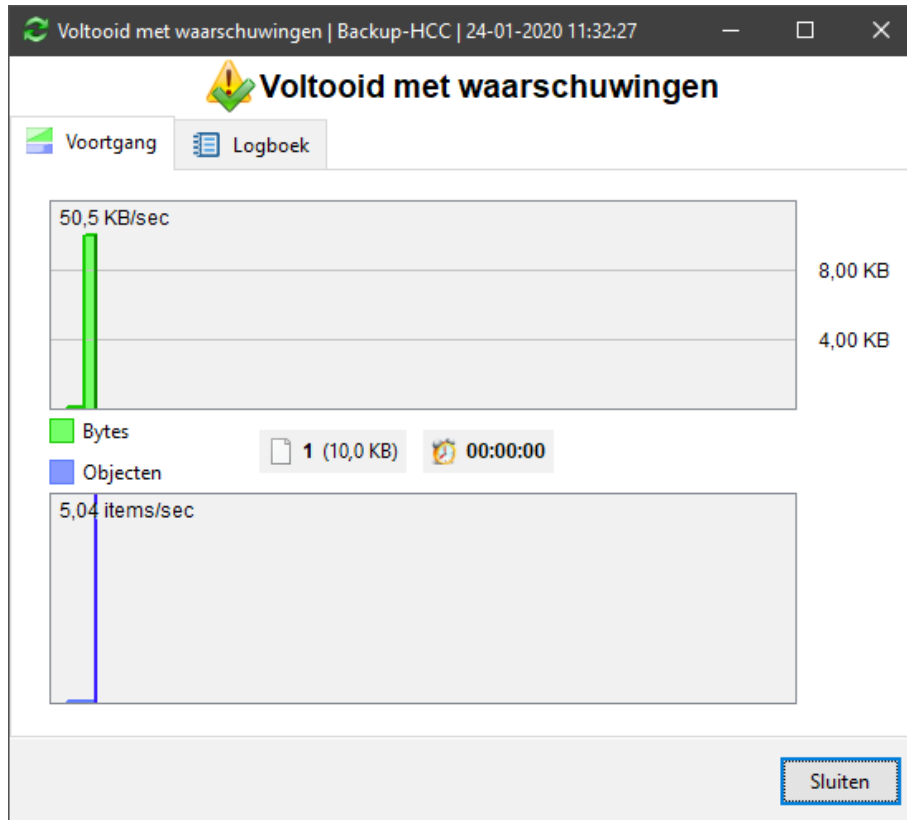 Voltooid met waarschuwingen | Backup-HCC | 24-01-2020 11:32:27
Voltooid met waarschuwingen
Voortgang
Logboek
50,5 KB/sec
8,00 KB
4,00 KB
Bytes
1 (10,0 KB)
00:00:00
Objecten
5,04 items/sec
Sluiten